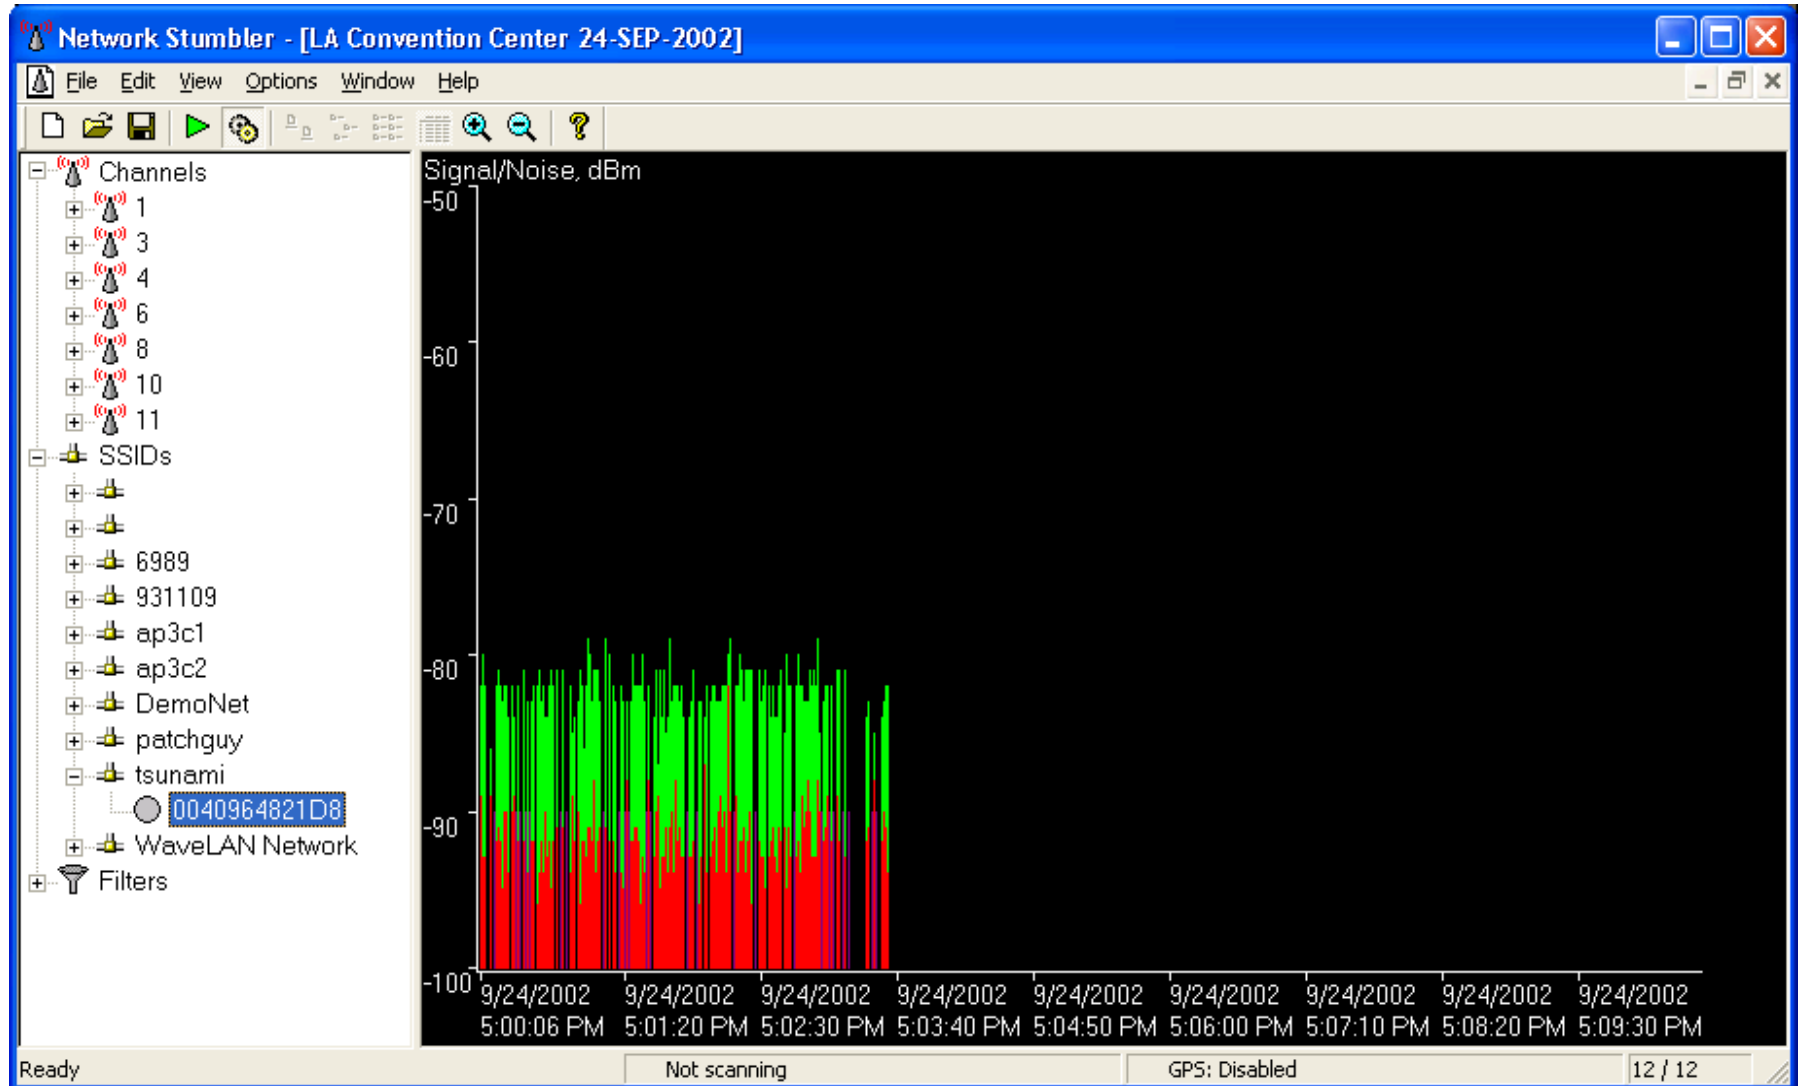 Network Stumbler - [LA Convention Center 24-SEP-2002]
File Edit View Options Window Help
Channels
1
3
4
6
8
10
11
SSIDs
6989
931109
ap3c1
ap3c2
DemoNet
patchguy
tsunami
0040964821D8
WaveLAN Network
Filters
Signal/Noise, dBm
-50
-60
-70
-80
-90
-100
9/24/2002 9/24/2002 9/24/2002 9/24/2002 9/24/2002 9/24/2002 9/24/2002 9/24/2002 9/24/2002
5:00:06 PM 5:01:20 PM 5:02:30 PM 5:03:40 PM 5:04:50 PM 5:06:00 PM 5:07:10 PM 5:08:20 PM 5:09:30 PM
Ready Not scanning GPS: Disabled 12 / 12